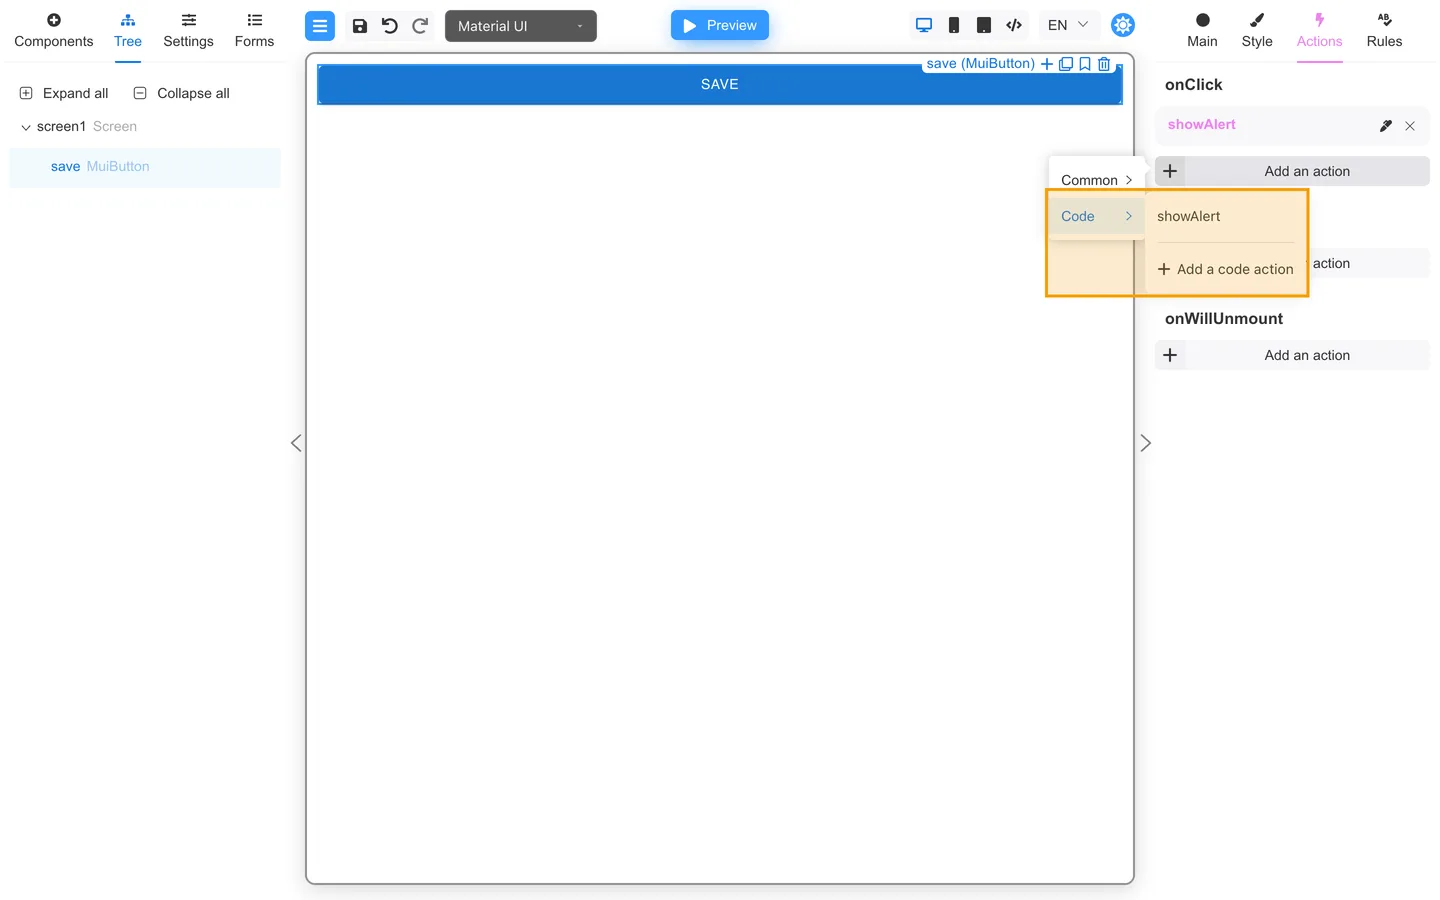 Components Tree Settings Forms
Material UI
Preview
EN
Main Style Actions Rules
Expand all Collapse all
screen1 Screen
save MuiButton
save (MuiButton)
SAVE
onClick
showAlert
Add an action
Common
Code
showAlert
Add a code action
action
onWillUnmount
Add an action